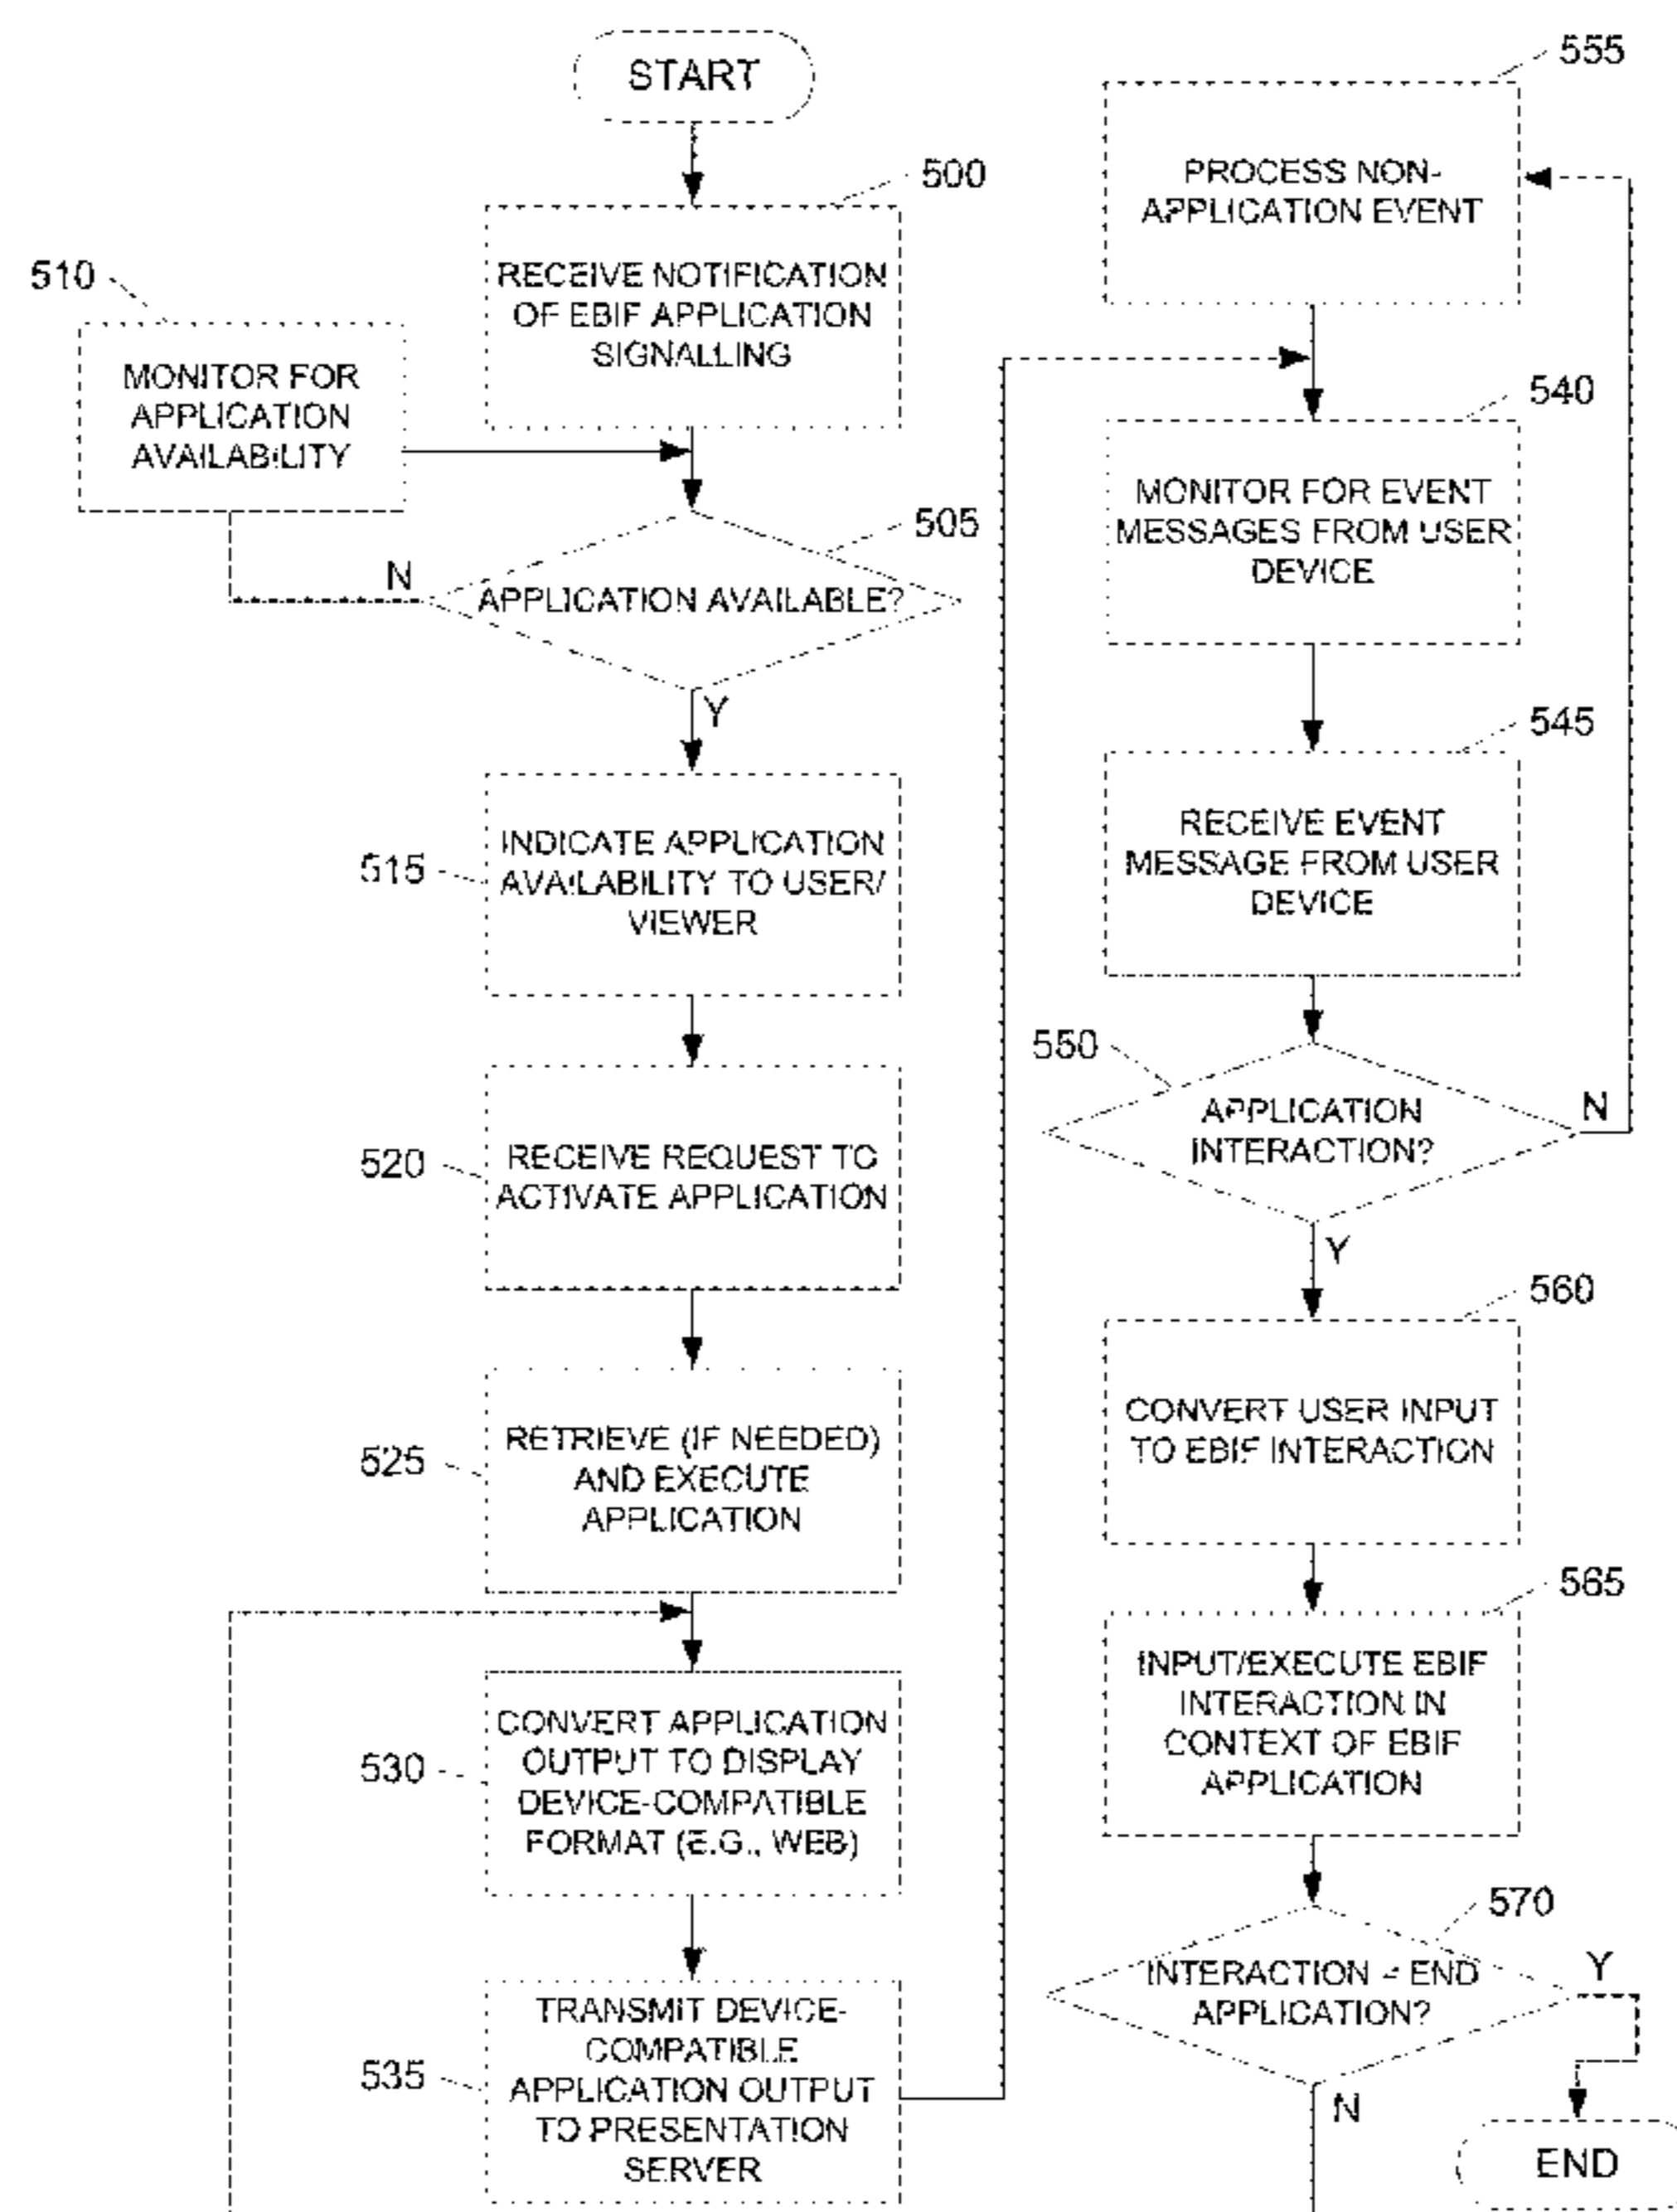 START
500
RECEIVE NOTIFICATION
OF EBIF APPLICATION
SIGNALLING
510
MONITOR FOR
APPLICATION
AVAILABILITY
505
N
APPLICATION AVAILABLE?
Y
515
INDICATE APPLICATION
AVAILABILITY TO USER/
VIEWER
520
RECEIVE REQUEST TO
ACTIVATE APPLICATION
525
RETRIEVE (IF NEEDED)
AND EXECUTE
APPLICATION
530
CONVERT APPLICATION
OUTPUT TO DISPLAY
DEVICE-COMPATIBLE
FORMAT (E.G., WEB)
535
TRANSMIT DEVICE-
COMPATIBLE
APPLICATION OUTPUT
TO PRESENTATION
SERVER
555
PROCESS NON-
APPLICATION EVENT
540
MONITOR FOR EVENT
MESSAGES FROM USER
DEVICE
545
RECEIVE EVENT
MESSAGE FROM USER
DEVICE
550
APPLICATION
INTERACTION?
N
Y
560
CONVERT USER INPUT
TO EBIF INTERACTION
565
INPUT/EXECUTE EBIF
INTERACTION IN
CONTEXT OF EBIF
APPLICATION
570
INTERACTION = END
APPLICATION?
Y
N
END